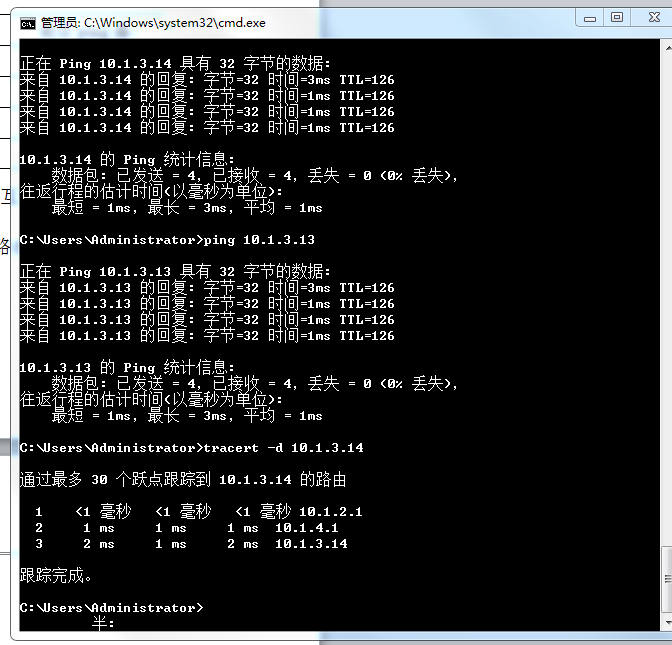 管理员: C:\Windows\system32\cmd.exe
正在 Ping 10.1.3.14 具有 32 字节的数据:
来自 10.1.3.14 的回复: 字节=32 时间=3ms TTL=126
来自 10.1.3.14 的回复: 字节=32 时间=1ms TTL=126
来自 10.1.3.14 的回复: 字节=32 时间=1ms TTL=126
来自 10.1.3.14 的回复: 字节=32 时间=1ms TTL=126
10.1.3.14 的 Ping 统计信息:
数据包: 已发送 = 4, 已接收 = 4, 丢失 = 0 (0% 丢失),
往返行程的估计时间(以毫秒为单位):
最短 = 1ms, 最长 = 3ms, 平均 = 1ms
C:\Users\Administrator>ping 10.1.3.13
正在 Ping 10.1.3.13 具有 32 字节的数据:
来自 10.1.3.13 的回复: 字节=32 时间=3ms TTL=126
来自 10.1.3.13 的回复: 字节=32 时间=1ms TTL=126
来自 10.1.3.13 的回复: 字节=32 时间=1ms TTL=126
来自 10.1.3.13 的回复: 字节=32 时间=1ms TTL=126
10.1.3.13 的 Ping 统计信息:
数据包: 已发送 = 4, 已接收 = 4, 丢失 = 0 (0% 丢失),
往返行程的估计时间(以毫秒为单位):
最短 = 1ms, 最长 = 3ms, 平均 = 1ms
C:\Users\Administrator>tracert -d 10.1.3.14
通过最多 30 个跃点跟踪到 10.1.3.14 的路由
1 <1 毫秒 <1 毫秒 <1 毫秒 10.1.2.1
2 1 ms 1 ms 1 ms 10.1.4.1
3 2 ms 1 ms 2 ms 10.1.3.14
跟踪完成。
C:\Users\Administrator>
半: